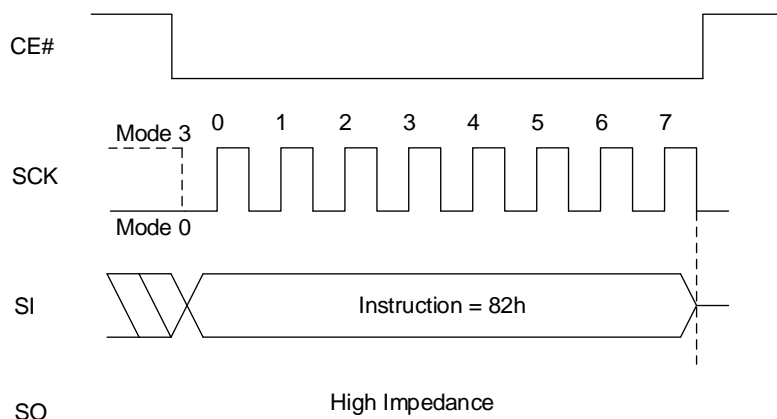 CE#
Mode 3
0 1 2 3 4 5 6 7
SCK
Mode 0
SI
Instruction = 82h
High Impedance
SO